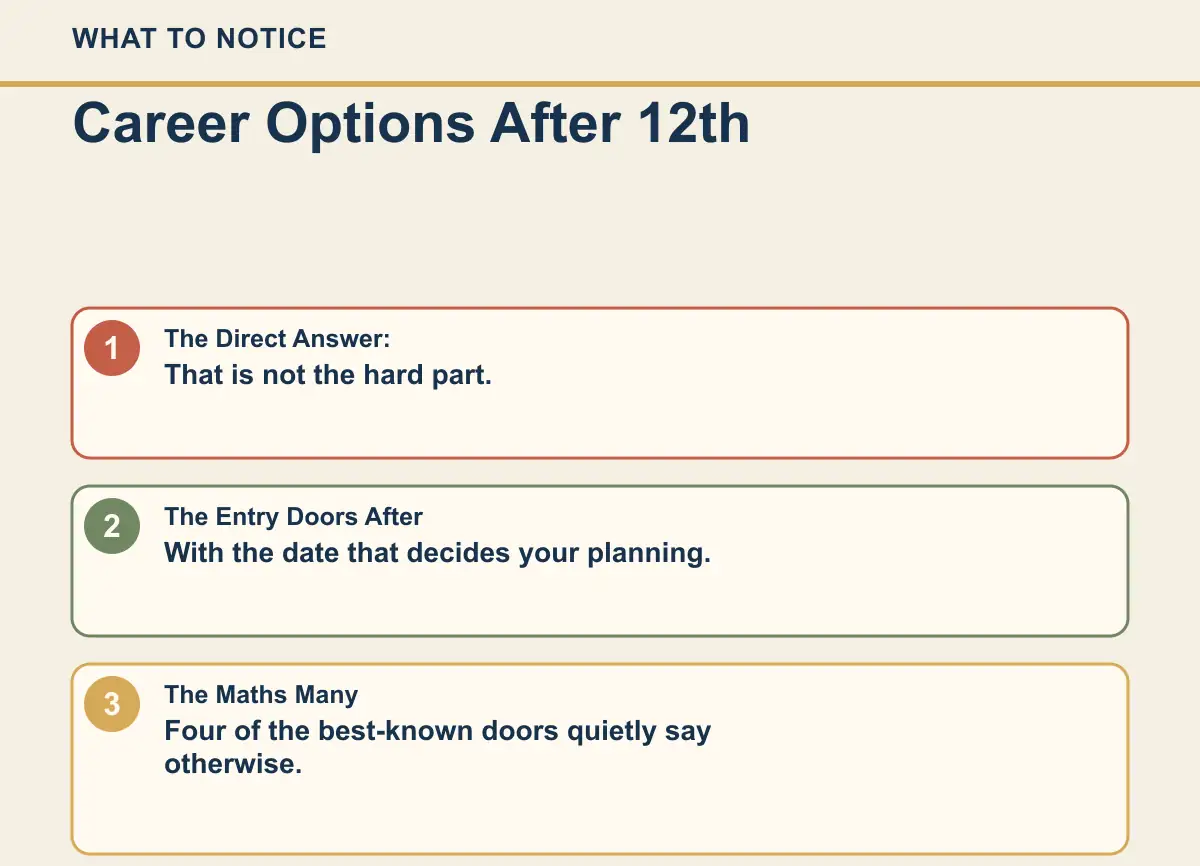 WHAT TO NOTICE
Career Options After 12th
1
The Direct Answer:
That is not the hard part.
2
The Entry Doors After
With the date that decides your planning.
3
The Maths Many
Four of the best-known doors quietly say
otherwise.